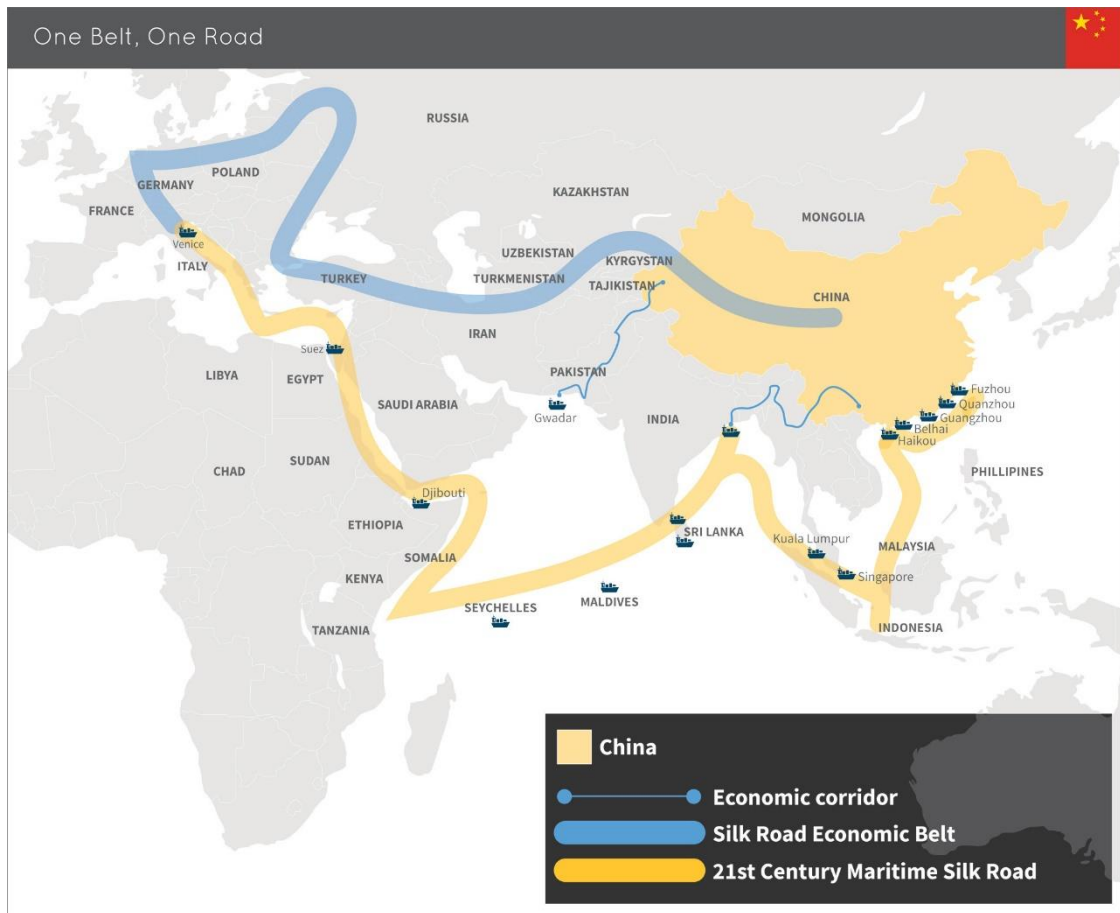 One Belt, One Road
RUSSIA
POLAND
GERMANY
KAZAKHSTAN
FRANCE
MONGOLIA
Venice
UZBEKISTAN
KYRGYSTAN
ITALY
TURKEY
TURKMENISTAN
TAJIKISTAN
CHINA
IRAN
Suez
LIBYA
EGYPT
PAKISTAN
SAUDI ARABIA
Gwadar
INDIA
Fuzhou
Quanzhou
Guangzhou
Belhai
Haikou
CHAD
SUDAN
PHILLIPINES
Djibouti
ETHIOPIA
SRI LANKA
Kuala Lumpur
MALAYSIA
SOMALIA
KENYA
Singapore
SEYCHELLES
MALDIVES
TANZANIA
INDONESIA
China
Economic corridor
Silk Road Economic Belt
21st Century Maritime Silk Road